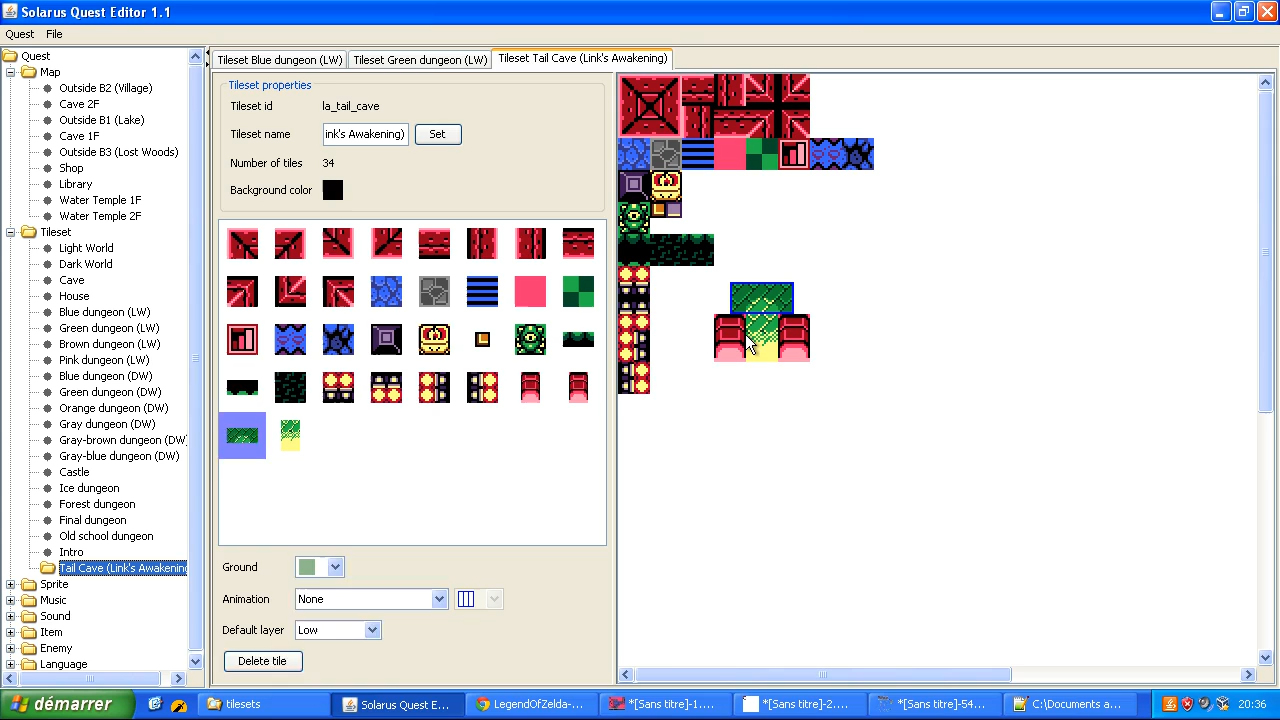 Solarus Quest Editor 1.1
Quest File
Quest
Map
Outside B2 (Village)
Cave 2F
Outside B1 (Lake)
Cave 1F
Outside B3 (Lost Woods)
Shop
Library
Water Temple 1F
Water Temple 2F
Tileset
Light World
Dark World
Cave
House
Blue dungeon (LW)
Green dungeon (LW)
Brown dungeon (LW)
Pink dungeon (LW)
Blue dungeon (DW)
Green dungeon (DW)
Orange dungeon (DW)
Gray dungeon (DW)
Gray-brown dungeon (DW)
Gray-blue dungeon (DW)
Castle
Ice dungeon
Forest dungeon
Final dungeon
Old school dungeon
Intro
Tail Cave (Link's Awakening
Sprite
Music
Sound
Item
Enemy
Language
Tileset Blue dungeon (LW) Tileset Green dungeon (LW) Tileset Tail Cave (Link's Awakening)
Tileset properties
Tileset id la_tail_cave
Tileset name ink's Awakening) Set
Number of tiles 34
Background color
Ground
Animation None
Default layer Low
Delete tile
démarrer tilesets Solarus Quest E... LegendOfZelda-... *[Sans titre]-1.... *[Sans titre]-2.... *[Sans titre]-54... C:\Documents a... 20:36